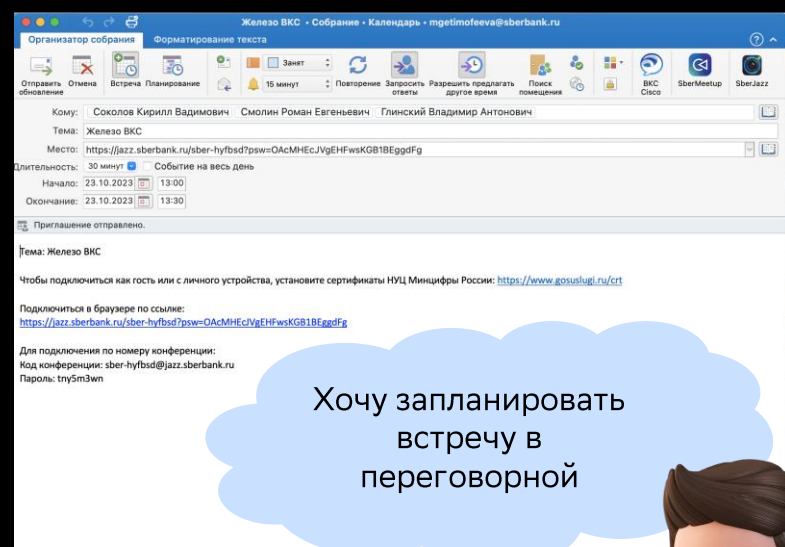 Железо ВКС • Собрание • Календарь • mgetimofeeva@sberbank.ru
Организатор собрания Форматирование текста
Отправить обновление Отмена Встреча Планирование Занят 15 минут Повторение Запросить ответы Разрешить предлагать другое время Поиск помещения ВКС Cisco SberMeetup SberJazz
Кому: Соколов Кирилл Вадимович Смолин Роман Евгеньевич Глинский Владимир Антонович
Тема: Железо ВКС
Место: https://jazz.sberbank.ru/sber-hyfbsd?psw=OAcMHEcJVgEHFwsKGB1BEggdFg
Длительность: 30 минут Событие на весь день
Начало: 23.10.2023 13:00
Окончание: 23.10.2023 13:30
Приглашение отправлено.
Тема: Железо ВКС
Чтобы подключиться как гость или с личного устройства, установите сертификаты НУЦ Минцифры России: https://www.gosuslugi.ru/crt
Подключиться в браузере по ссылке:
https://jazz.sberbank.ru/sber-hyfbsd?psw=OAcMHEcJVgEHFwsKGB1BEggdFg
Для подключения по номеру конференции:
Код конференции: sber-hyfbsd@jazz.sberbank.ru
Пароль: tny5m3wn
Хочу запланировать
встречу в
переговорной